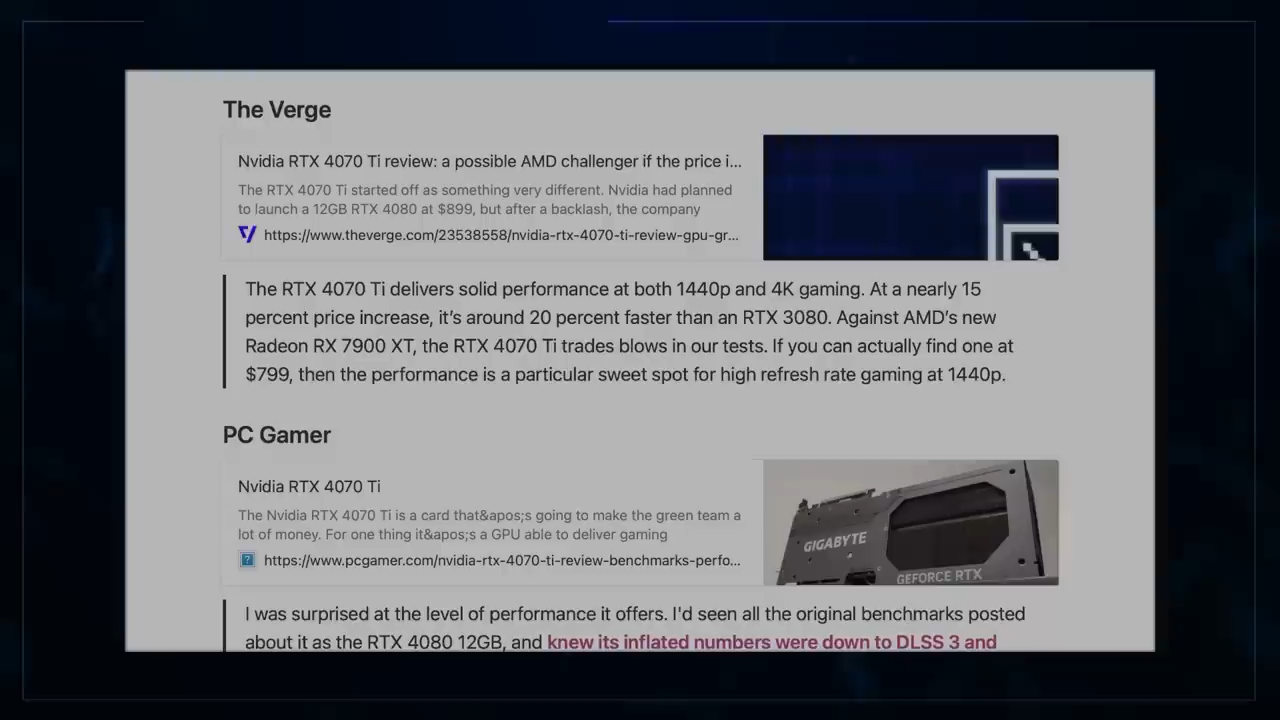 The Verge
Nvidia RTX 4070 Ti review: a possible AMD challenger if the price i...
The RTX 4070 Ti started off as something very different. Nvidia had planned
to launch a 12GB RTX 4080 at $899, but after a backlash, the company
https://www.theverge.com/23538558/nvidia-rtx-4070-ti-review-gpu-gr...
The RTX 4070 Ti delivers solid performance at both 1440p and 4K gaming. At a nearly 15
percent price increase, it’s around 20 percent faster than an RTX 3080. Against AMD’s new
Radeon RX 7900 XT, the RTX 4070 Ti trades blows in our tests. If you can actually find one at
$799, then the performance is a particular sweet spot for high refresh rate gaming at 1440p.
PC Gamer
Nvidia RTX 4070 Ti
The Nvidia RTX 4070 Ti is a card that&apos;s going to make the green team a
lot of money. For one thing it&apos;s a GPU able to deliver gaming
https://www.pcgamer.com/nvidia-rtx-4070-ti-review-benchmarks-perfo...
GIGABYTE
GEFORCE RTX
I was surprised at the level of performance it offers. I'd seen all the original benchmarks posted
about it as the RTX 4080 12GB, and knew its inflated numbers were down to DLSS 3 and